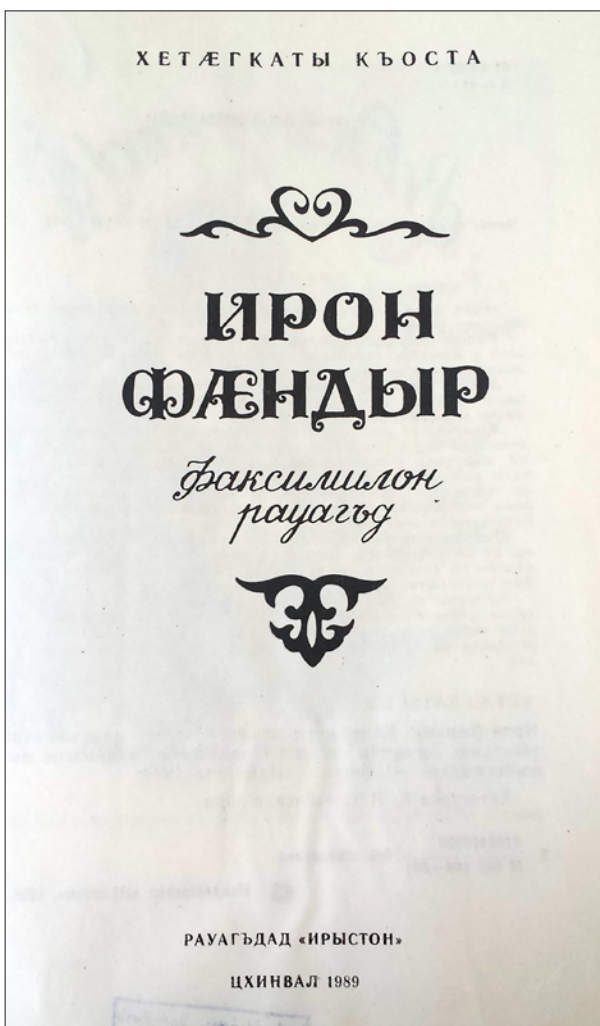 ХЕТÆГКАТЫ КЪОСТА
ИРОН
ФÆНДЫР
Факсимилон
рауагъд
РАУАГЪДАД «ИРЫСТОН»
ЦХИНВАЛ 1989